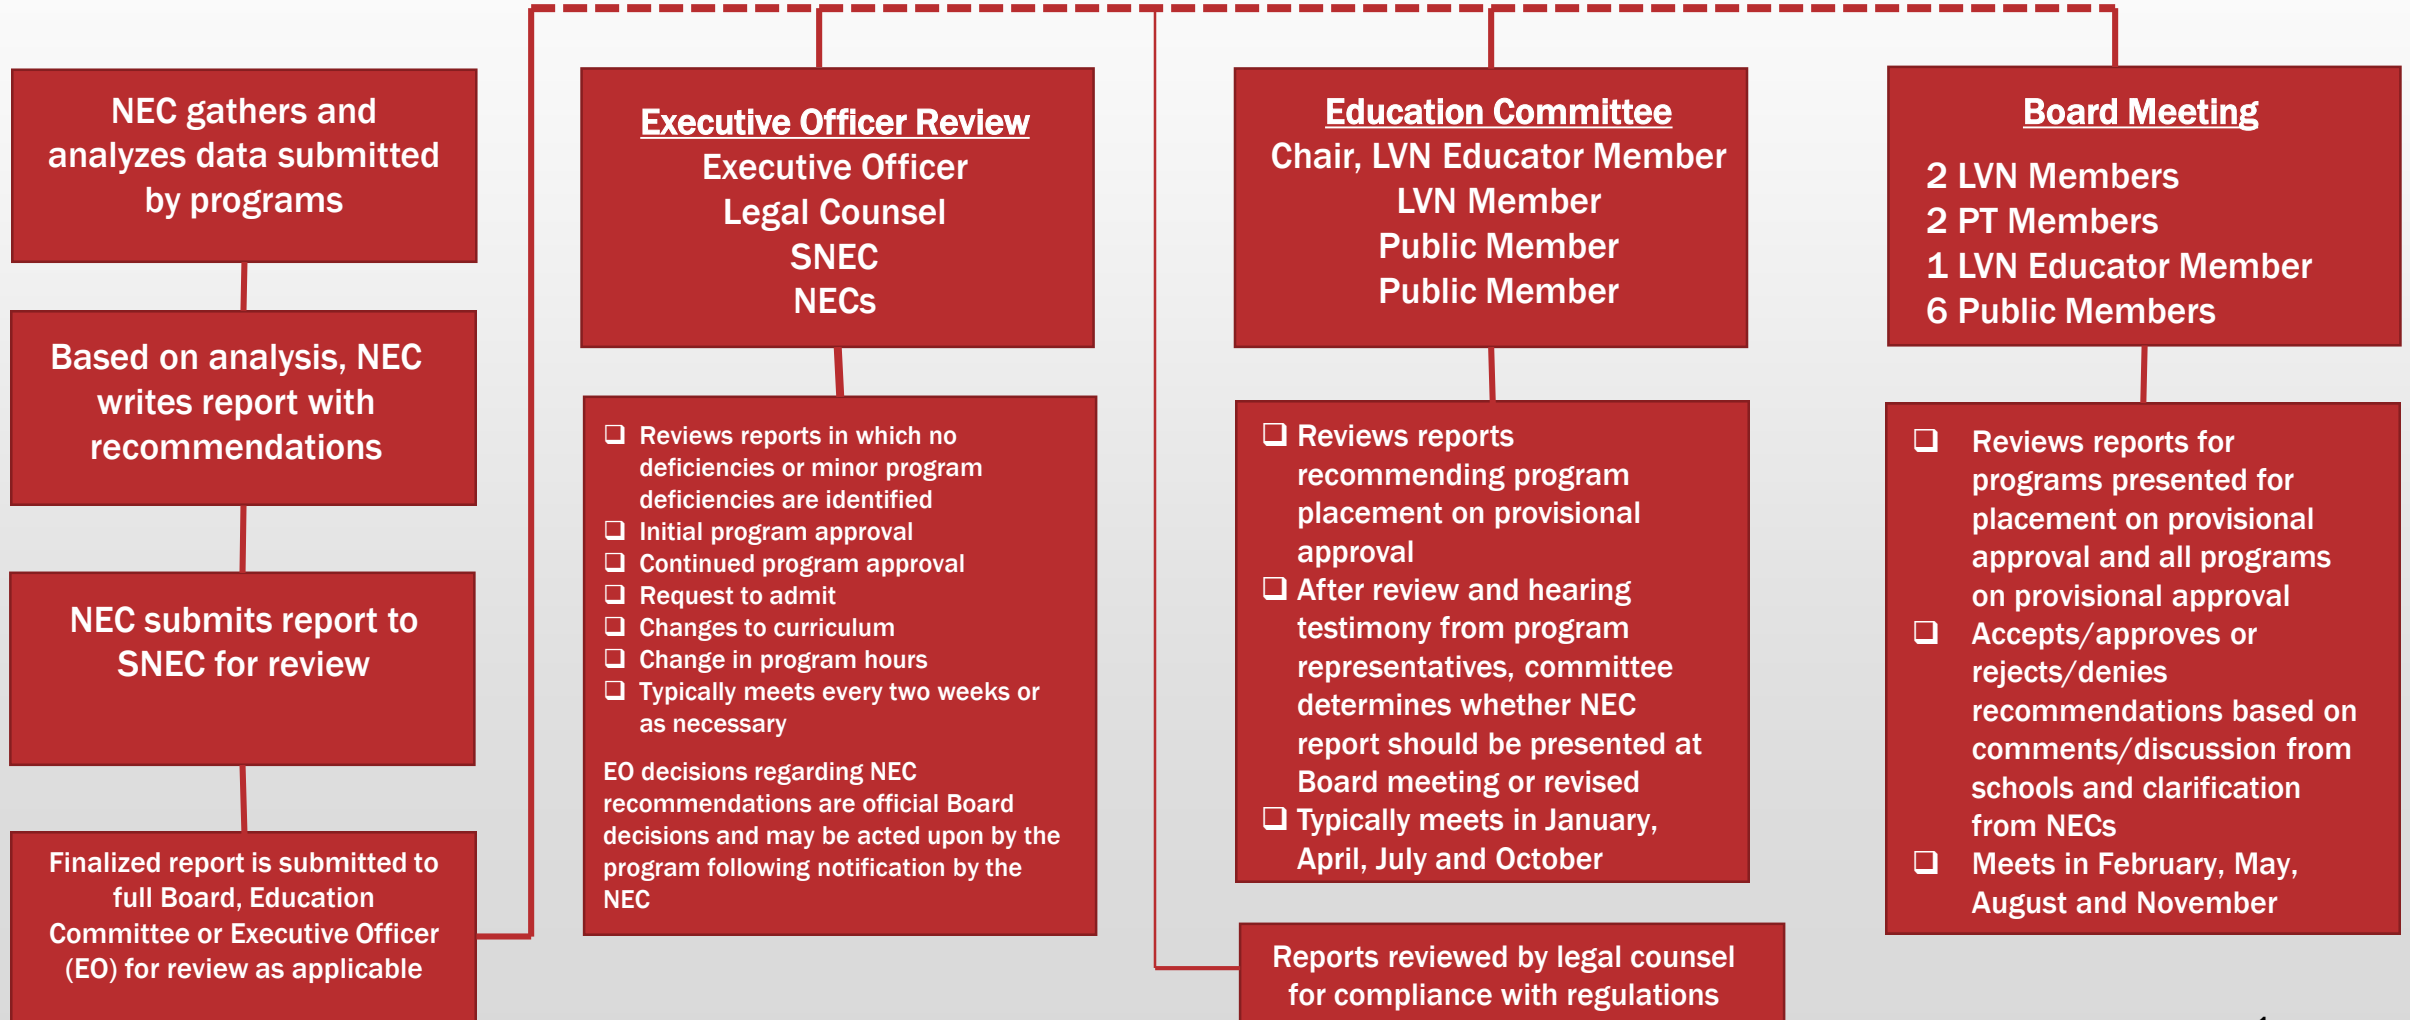 NEC gathers and
analyzes data submitted
by programs
Based on analysis, NEC
writes report with
recommendations
NEC submits report to
SNEC for review
Finalized report is submitted to
full Board, Education
Committee or Executive Officer
(EO) for review as applicable
Executive Officer Review
Executive Officer
Legal Counsel
SNEC
NECs
❑ Reviews reports in which no
deficiencies or minor program
deficiencies are identified
❑ Initial program approval
❑ Continued program approval
❑ Request to admit
❑ Changes to curriculum
❑ Change in program hours
❑ Typically meets every two weeks or
as necessary
EO decisions regarding NEC
recommendations are official Board
decisions and may be acted upon by the
program following notification by the
NEC
Education Committee
Chair, LVN Educator Member
LVN Member
Public Member
Public Member
❑ Reviews reports
recommending program
placement on provisional
approval
❑ After review and hearing
testimony from program
representatives, committee
determines whether NEC
report should be presented at
Board meeting or revised
❑ Typically meets in January,
April, July and October
Reports reviewed by legal counsel
for compliance with regulations
Board Meeting
2 LVN Members
2 PT Members
1 LVN Educator Member
6 Public Members
❑ Reviews reports for
programs presented for
placement on provisional
approval and all programs
on provisional approval
❑ Accepts/approves or
rejects/denies
recommendations based on
comments/discussion from
schools and clarification
from NECs
❑ Meets in February, May,
August and November